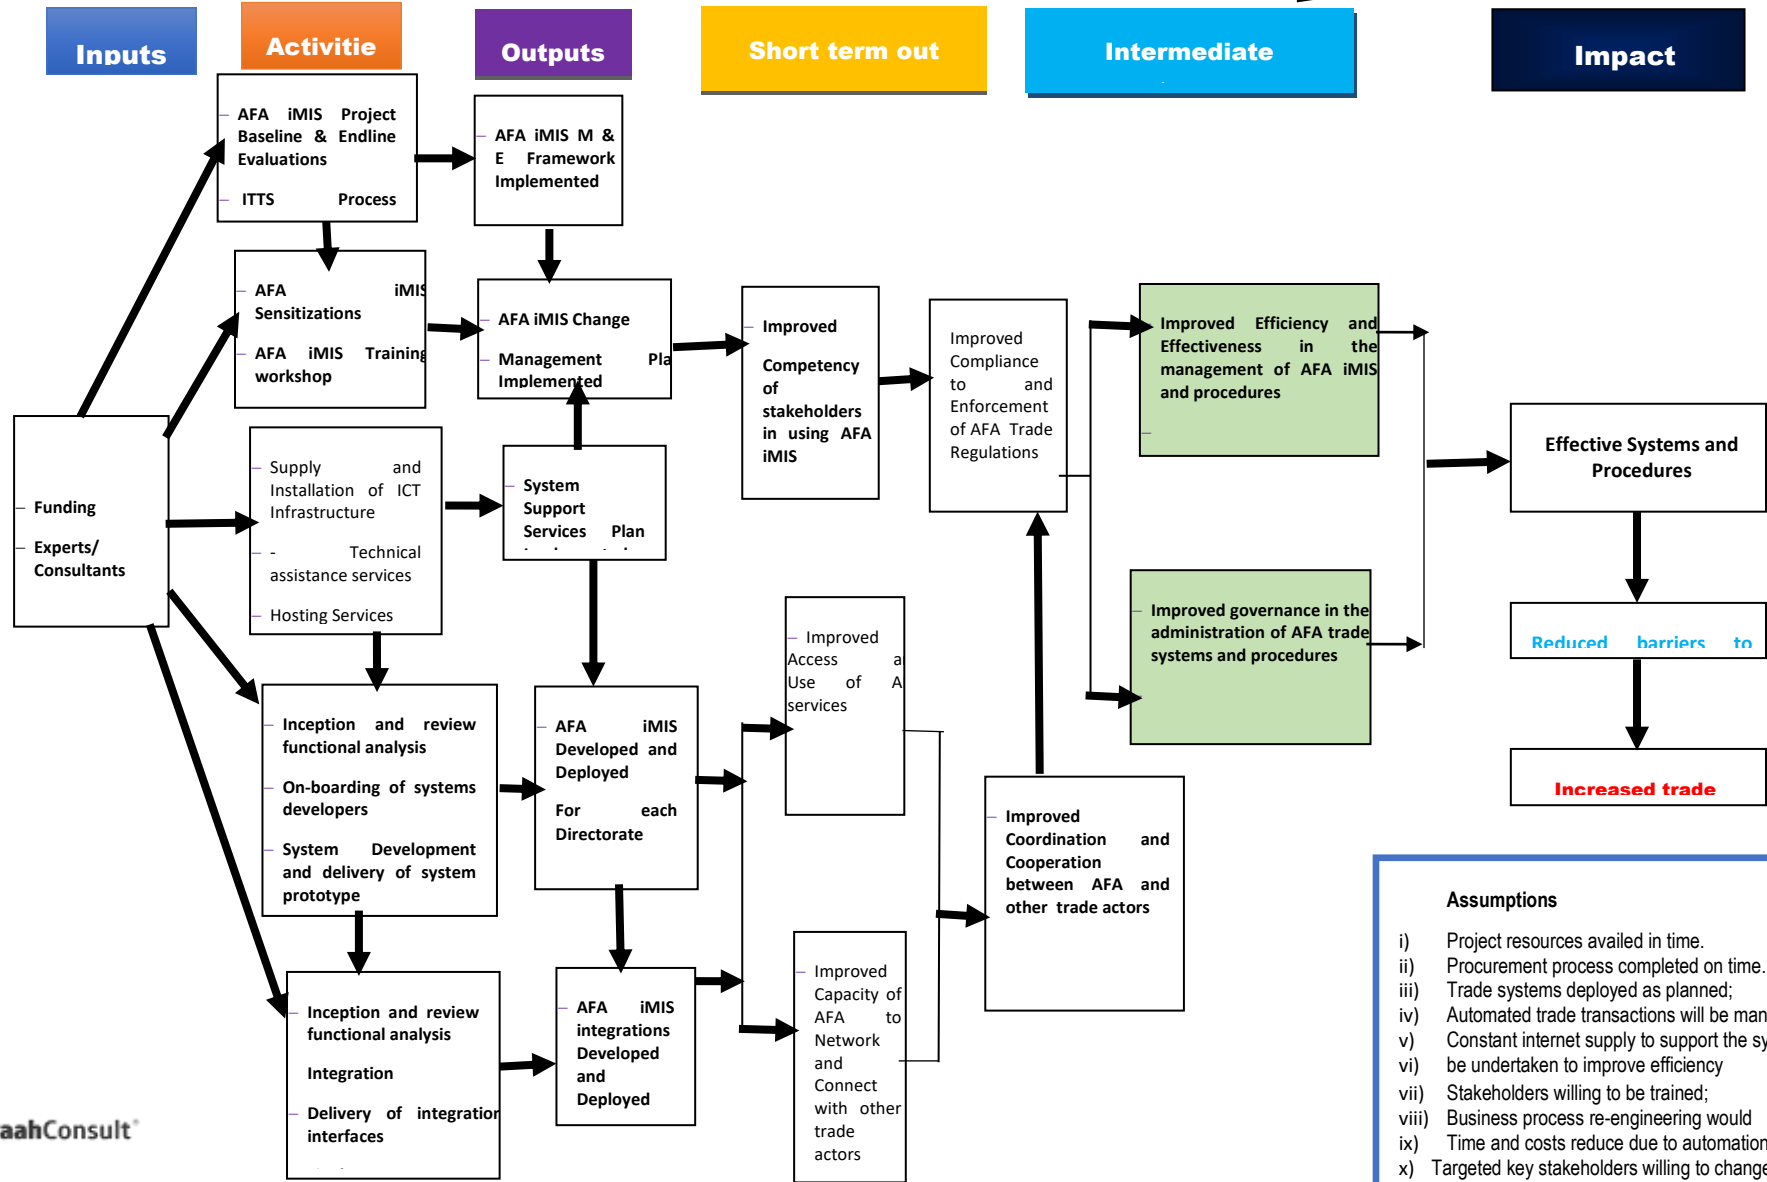 Inputs
Activitie
Outputs
Short term out
Intermediate
Impact
– AFA iMIS Project
Baseline & Endline
Evaluations
– ITTS Process
– AFA iMIS M &
E Framework
Implemented
– AFA iMIS
Sensitizations
– AFA iMIS Training
workshop
– AFA iMIS Change
– Management Pla
Implemented
– Improved
Competency
of
stakeholders
in using AFA
iMIS
Improved
Compliance
to and
Enforcement
of AFA Trade
Regulations
– Improved Efficiency and
Effectiveness in the
management of AFA iMIS
and procedures
–
Effective Systems and
Procedures
– Funding
– Experts/
Consultants
– Supply and
Installation of ICT
Infrastructure
– - Technical
assistance services
– Hosting Services
– System
Support
Services Plan
– Improved governance in the
administration of AFA trade
systems and procedures
Reduced barriers to
Increased trade
– Inception and review
functional analysis
– On-boarding of systems
developers
– System Development
and delivery of system
prototype
– AFA iMIS
Developed and
Deployed
For each
Directorate
– Improved
Access a
Use of A
services
– Improved
Coordination and
Cooperation
between AFA and
other trade actors
– Inception and review
functional analysis
Integration
– Delivery of integration
interfaces
– AFA iMIS
integrations
Developed
and
Deployed
– Improved
Capacity of
AFA to
Network
and
Connect
with other
trade
actors
Assumptions
i) Project resources availed in time.
ii) Procurement process completed on time.
iii) Trade systems deployed as planned;
iv) Automated trade transactions will be man
v) Constant internet supply to support the sy
vi) be undertaken to improve efficiency
vii) Stakeholders willing to be trained;
viii) Business process re-engineering would
ix) Time and costs reduce due to automation
x) Targeted key stakeholders willing to change
aahConsult